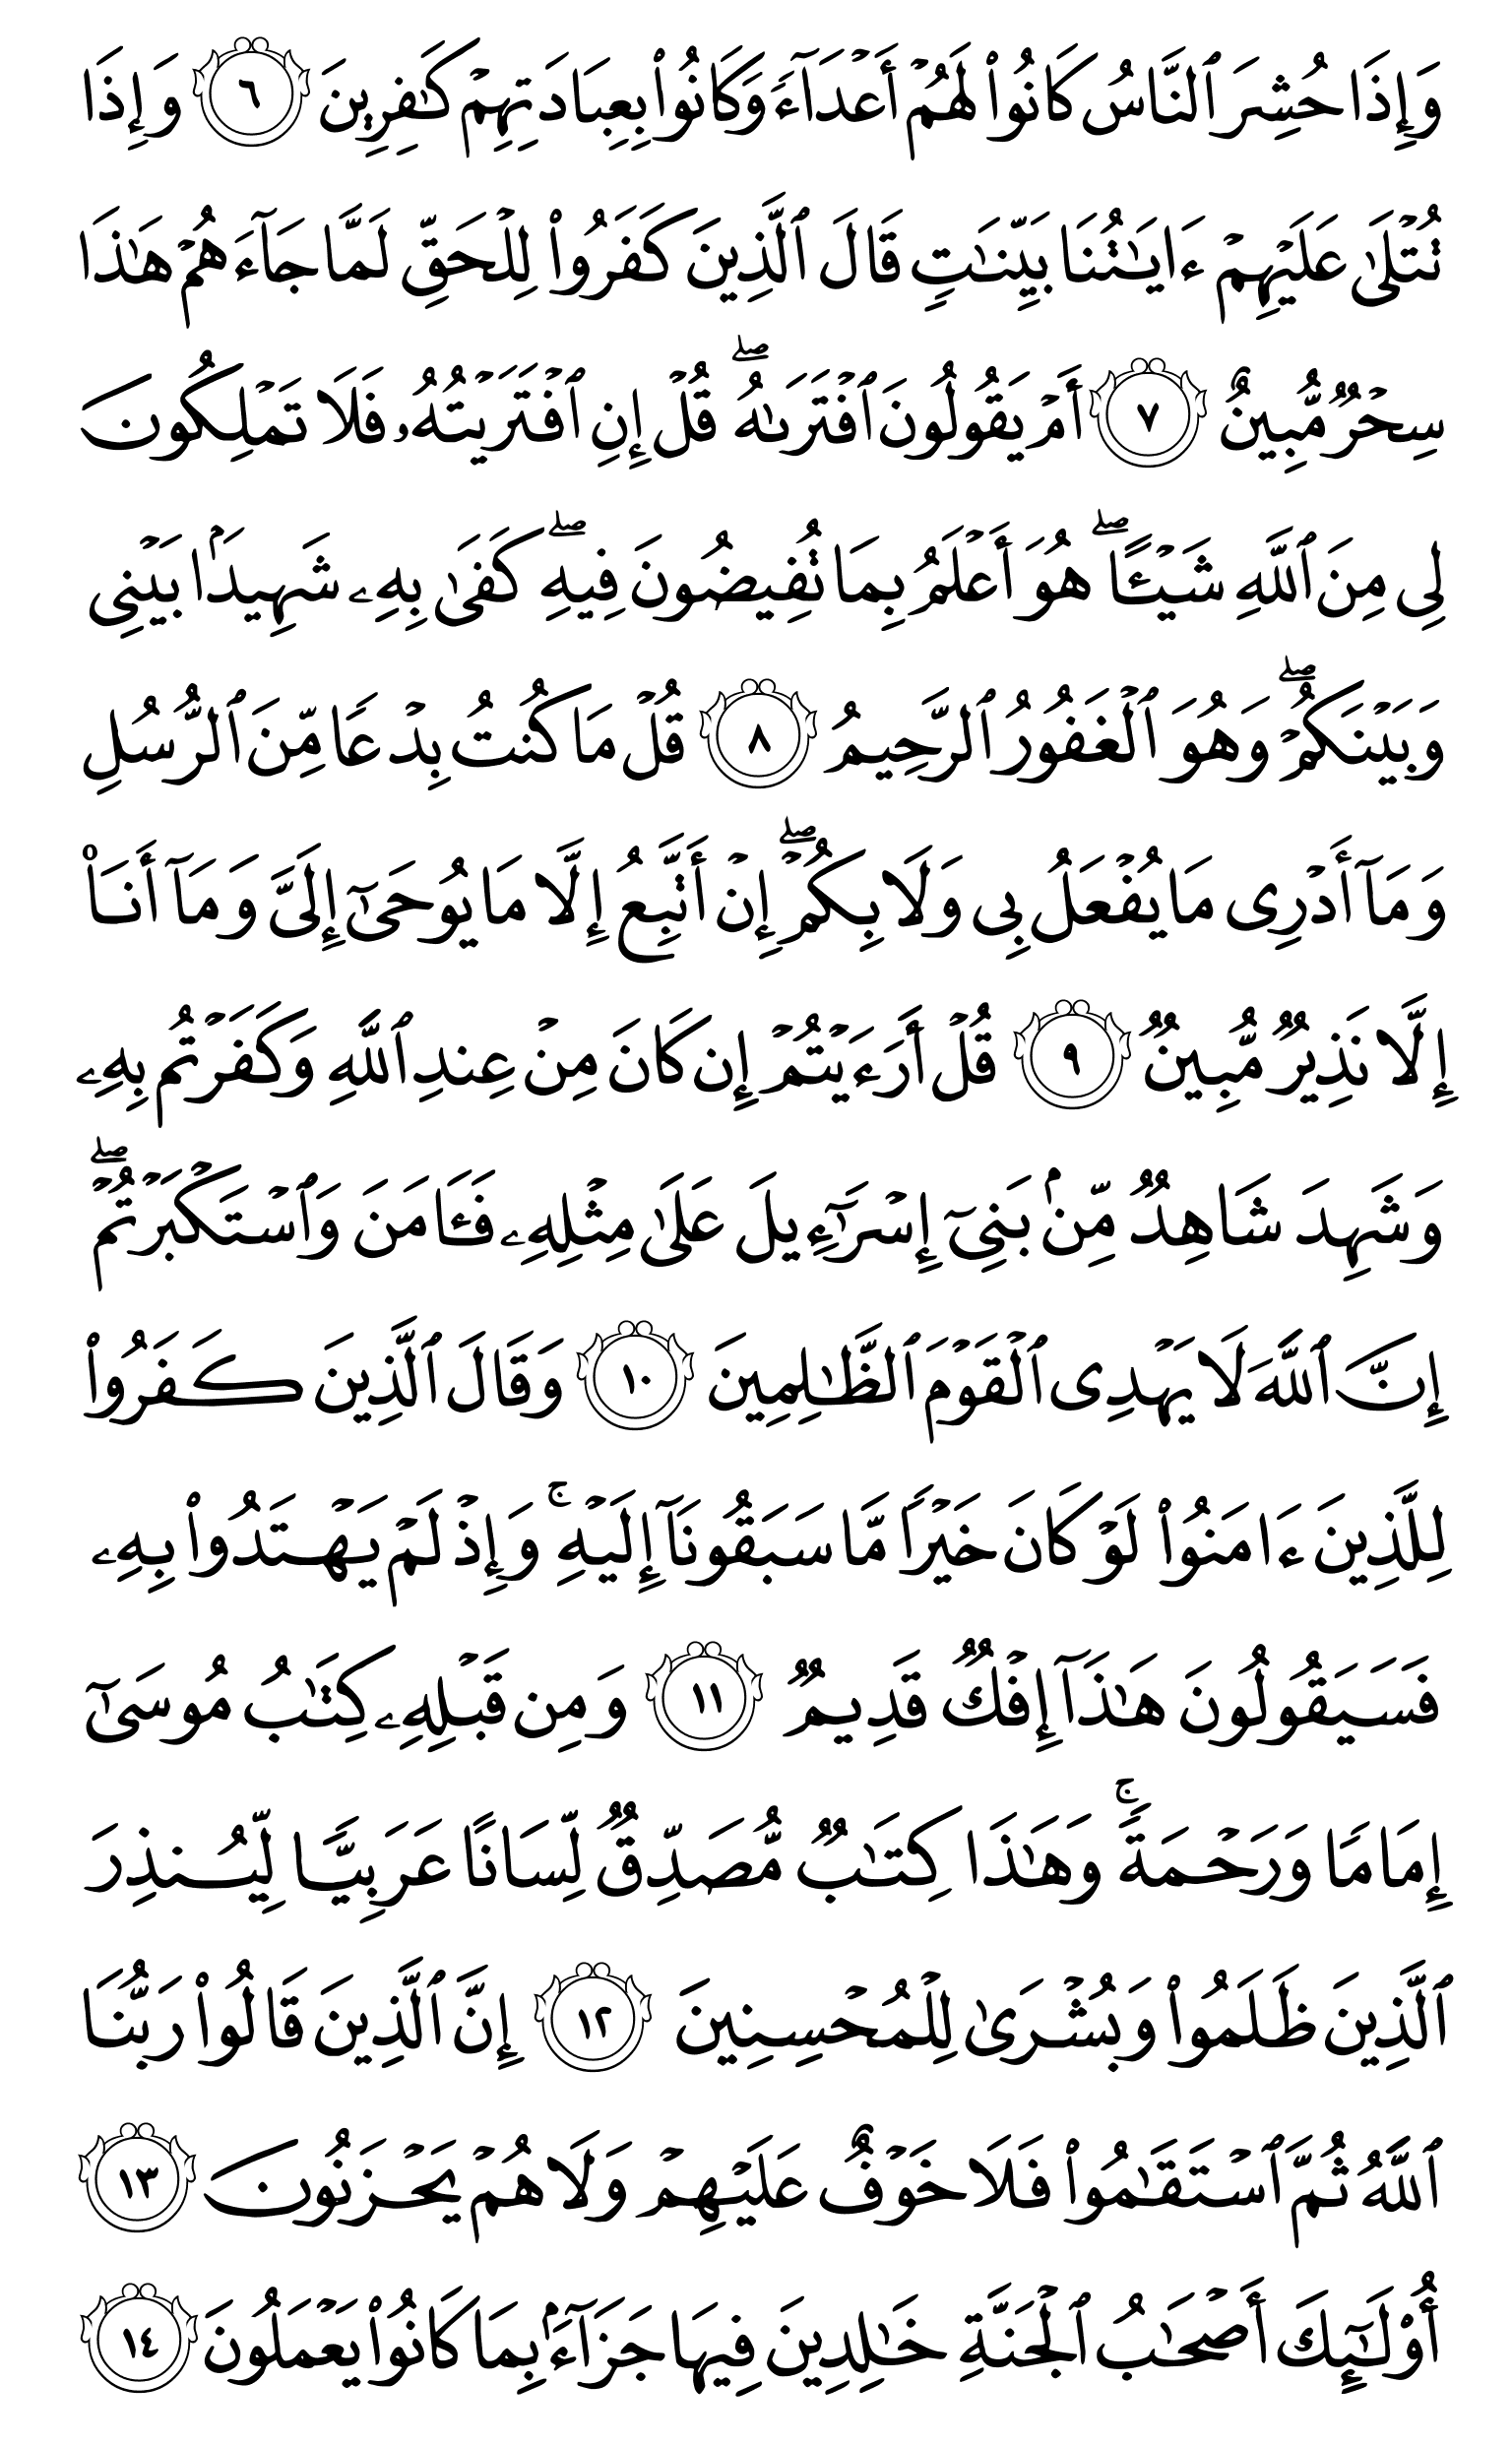 وَإِذَا حُشِرَ ٱلنَّاسُ كَانُوا۟ لَهُمْ أَعْدَآءً وَكَانُوا۟ بِعِبَادَتِهِمْ كَـٰفِرِينَ ٦ وَإِذَا
تُتْلَىٰ عَلَيْهِمْ ءَايَـٰتُنَا بَيِّنَـٰتٍ قَالَ ٱلَّذِينَ كَفَرُوا۟ لِلْحَقِّ لَمَّا جَآءَهُمْ هَـٰذَا
سِحْرٌ مُّبِينٌ ٧ أَمْ يَقُولُونَ ٱفْتَرَىٰهُ ۖ قُلْ إِنِ ٱفْتَرَيْتُهُۥ فَلَا تَمْلِكُونَ
لِى مِنَ ٱللَّهِ شَيْـًٔا ۖ هُوَ أَعْلَمُ بِمَا تُفِيضُونَ فِيهِ ۖ كَفَىٰ بِهِۦ شَهِيدًۢا بَيْنِى
وَبَيْنَكُمْ ۖ وَهُوَ ٱلْغَفُورُ ٱلرَّحِيمُ ٨ قُلْ مَا كُنتُ بِدْعًا مِّنَ ٱلرُّسُلِ
وَمَآ أَدْرِى مَا يُفْعَلُ بِى وَلَا بِكُمْ ۖ إِنْ أَتَّبِعُ إِلَّا مَا يُوحَىٰٓ إِلَىَّ وَمَآ أَنَا۠
إِلَّا نَذِيرٌ مُّبِينٌ ٩ قُلْ أَرَءَيْتُمْ إِن كَانَ مِنْ عِندِ ٱللَّهِ وَكَفَرْتُم بِهِۦ
وَشَهِدَ شَاهِدٌ مِّنۢ بَنِىٓ إِسْرَٰٓءِيلَ عَلَىٰ مِثْلِهِۦ فَـَٔامَنَ وَٱسْتَكْبَرْتُمْ ۖ
إِنَّ ٱللَّهَ لَا يَهْدِى ٱلْقَوْمَ ٱلظَّـٰلِمِينَ ١٠ وَقَالَ ٱلَّذِينَ كَفَرُوا۟
لِلَّذِينَ ءَامَنُوا۟ لَوْ كَانَ خَيْرًا مَّا سَبَقُونَآ إِلَيْهِ ۚ وَإِذْ لَمْ يَهْتَدُوا۟ بِهِۦ
فَسَيَقُولُونَ هَـٰذَآ إِفْكٌ قَدِيمٌ ١١ وَمِن قَبْلِهِۦ كِتَـٰبُ مُوسَىٰٓ
إِمَامًا وَرَحْمَةً ۚ وَهَـٰذَا كِتَـٰبٌ مُّصَدِّقٌ لِّسَانًا عَرَبِيًّا لِّيُنذِرَ
ٱلَّذِينَ ظَلَمُوا۟ وَبُشْرَىٰ لِلْمُحْسِنِينَ ١٢ إِنَّ ٱلَّذِينَ قَالُوا۟ رَبُّنَا
ٱللَّهُ ثُمَّ ٱسْتَقَـٰمُوا۟ فَلَا خَوْفٌ عَلَيْهِمْ وَلَا هُمْ يَحْزَنُونَ ١٣
أُو۟لَـٰٓئِكَ أَصْحَـٰبُ ٱلْجَنَّةِ خَـٰلِدِينَ فِيهَا جَزَآءًۢ بِمَا كَانُوا۟ يَعْمَلُونَ ١٤